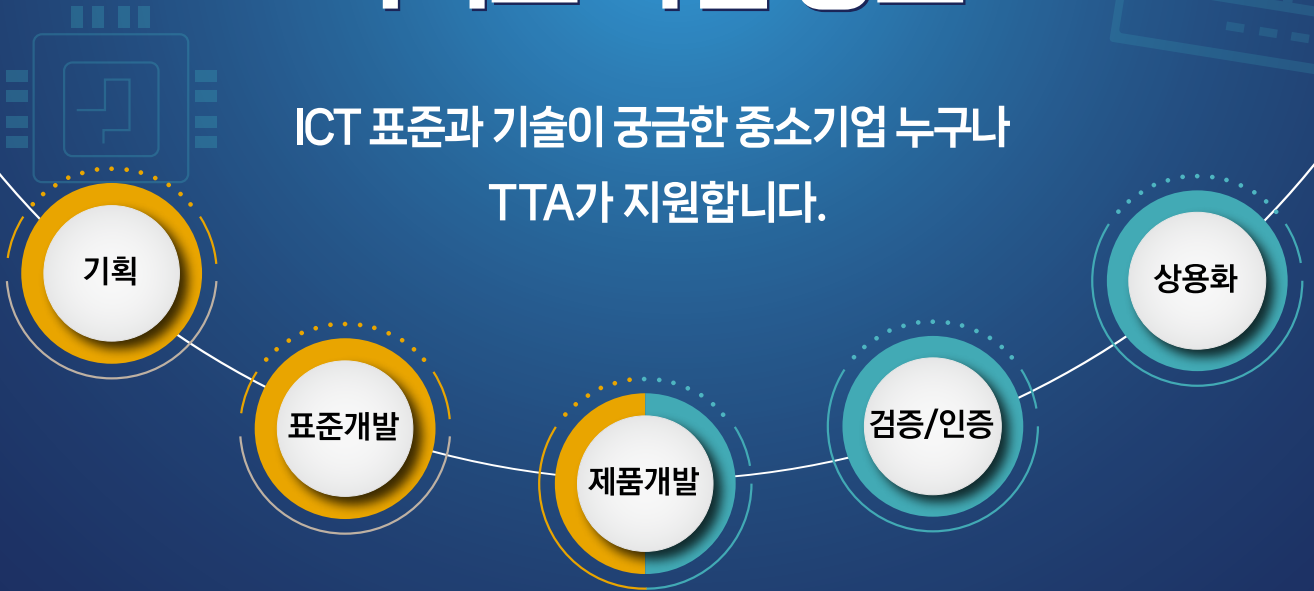 ICT 표준과 기술이 궁금한 중소기업 누구나
TTA가 지원합니다.
기획
표준개발
제품개발
검증/인증
상용화